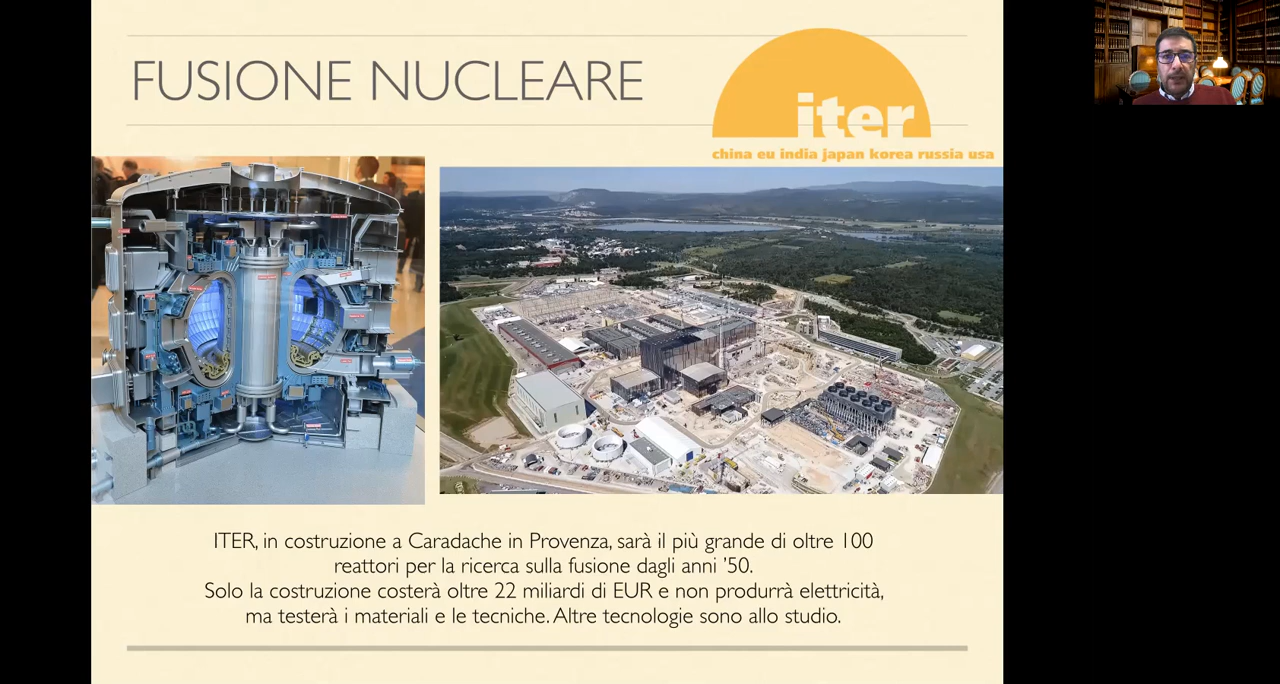 FUSIONE NUCLEARE
iter
china eu india japan korea russia usa
ITER, in costruzione a Caradache in Provenza, sarà il più grande di oltre 100
reattori per la ricerca sulla fusione dagli anni '50.
Solo la costruzione costerà oltre 22 miliardi di EUR e non produrrà elettricità,
ma testerà i materiali e le tecniche. Altre tecnologie sono allo studio.